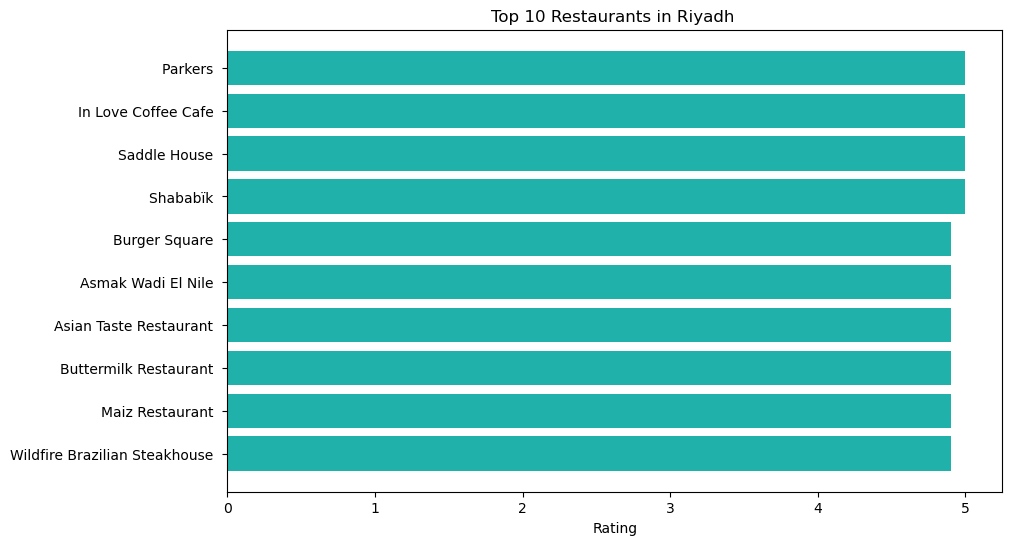 Top 10 Restaurants in Riyadh
Parkers
In Love Coffee Cafe
Saddle House
Shababïk
Burger Square
Asmak Wadi El Nile
Asian Taste Restaurant
Buttermilk Restaurant
Maiz Restaurant
Wildfire Brazilian Steakhouse
0 1 2 3 4 5
Rating